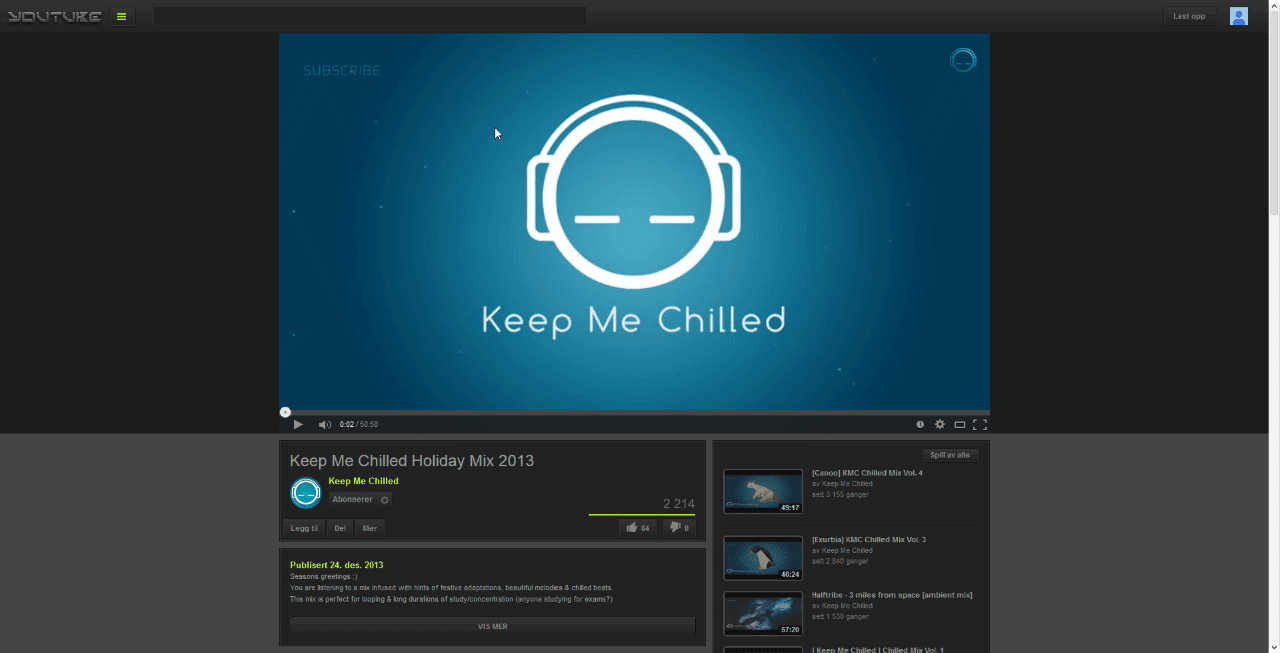 YOUTUBE
Last opp
SUBSCRIBE
Keep Me Chilled
0:02 / 50:50
Keep Me Chilled Holiday Mix 2013
Keep Me Chilled
Abonnerer
2 214
Legg til
Del
Mer
64
0
Publisert 24. des. 2013
Seasons greetings :)
You are listening to a mix infused with hints of festive adaptations, beautiful melodies & chilled beats.
This mix is perfect for looping & long durations of study/concentration (anyone studying for exams?)
VIS MER
Spill av alle
[Canoo] KMC Chilled Mix Vol. 4
av Keep Me Chilled
sett 3 155 ganger
49:17
[Exurbia] KMC Chilled Mix Vol. 3
av Keep Me Chilled
sett 2 840 ganger
46:24
Halftribe - 3 miles from space [ambient mix]
av Keep Me Chilled
sett 1 530 ganger
57:20
[ Keep Me Chilled ] Chilled Mix Vol. 1